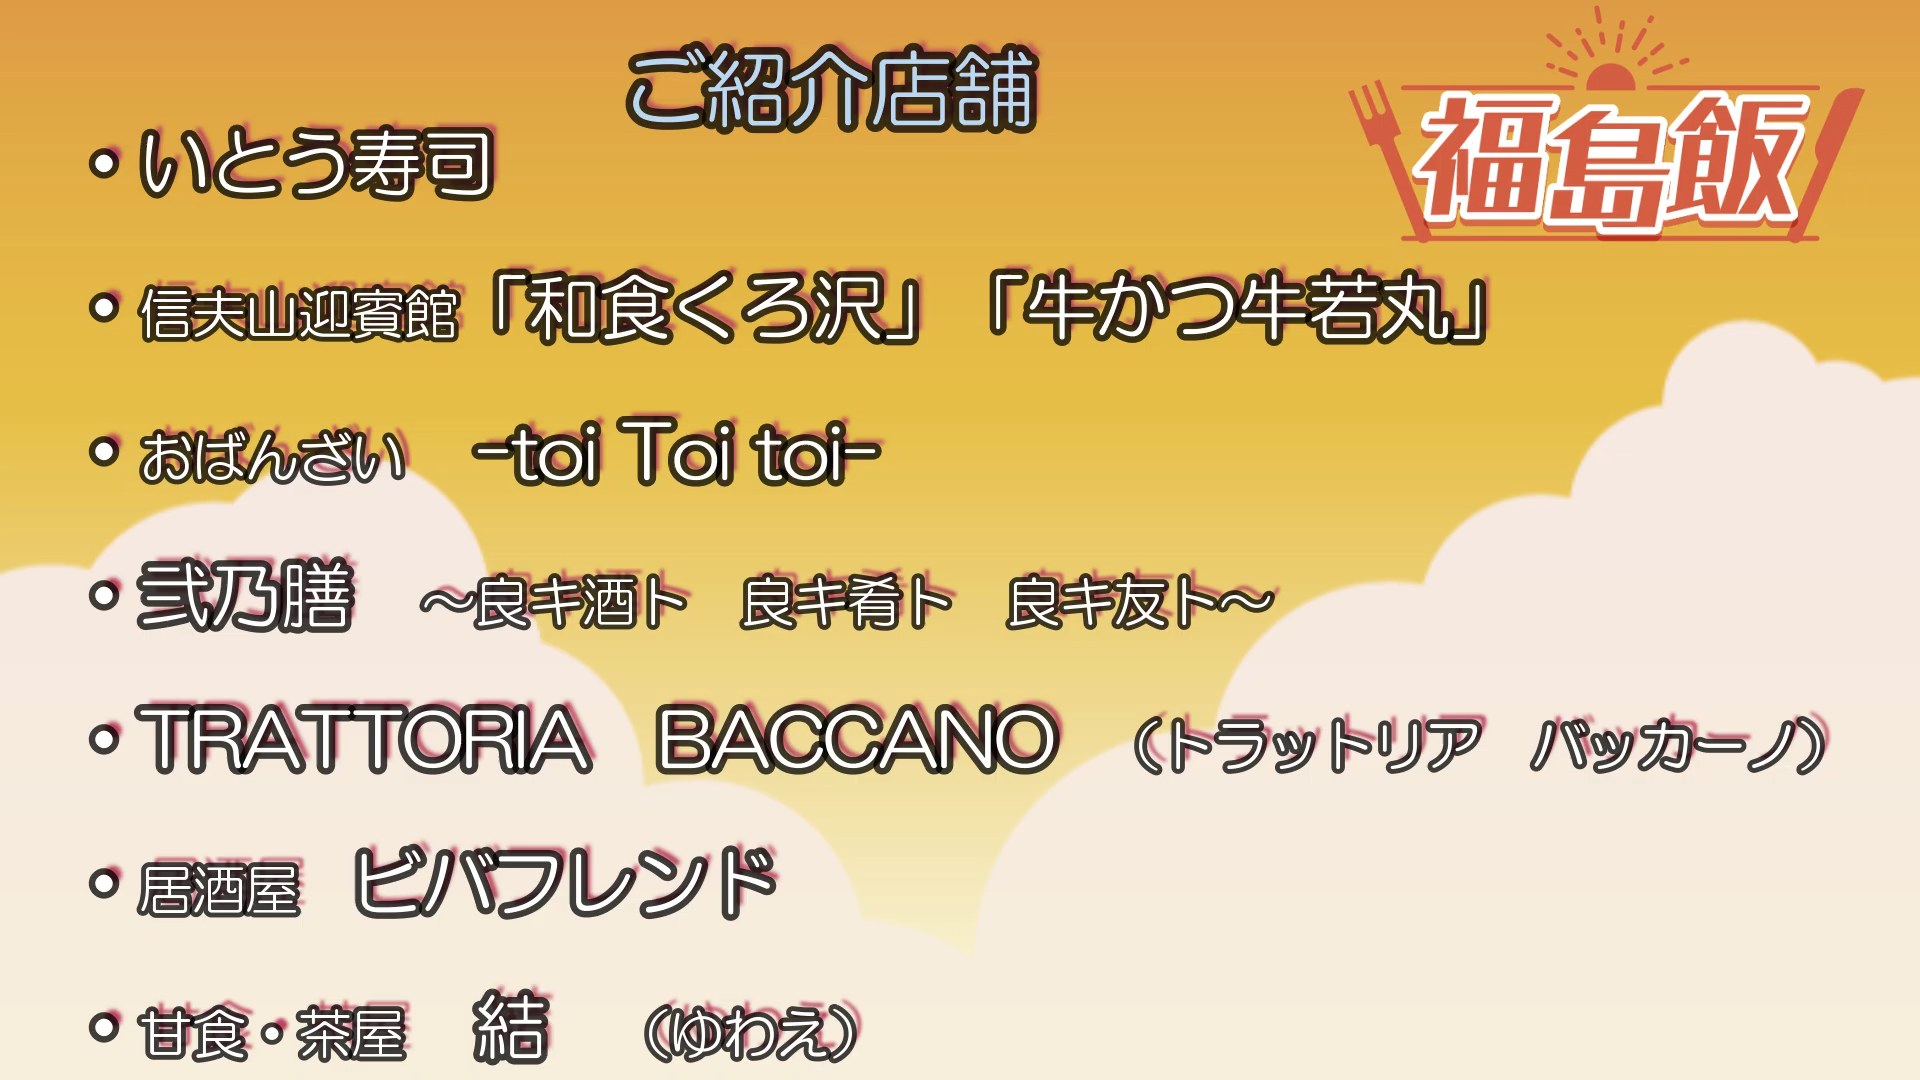 ご紹介店舗
福島飯
・いとう寿司
・信夫山迎賓館「和食くろ沢」「牛かつ牛若丸」
・おばんざい　-toi Toi toi-
・弐乃膳　～良キ酒ト　良キ肴ト　良キ友ト～
・TRATTORIA　BACCANO　（トラットリア　バッカーノ）
・居酒屋　ビバフレンド
・甘食・茶屋　結　（ゆわえ）